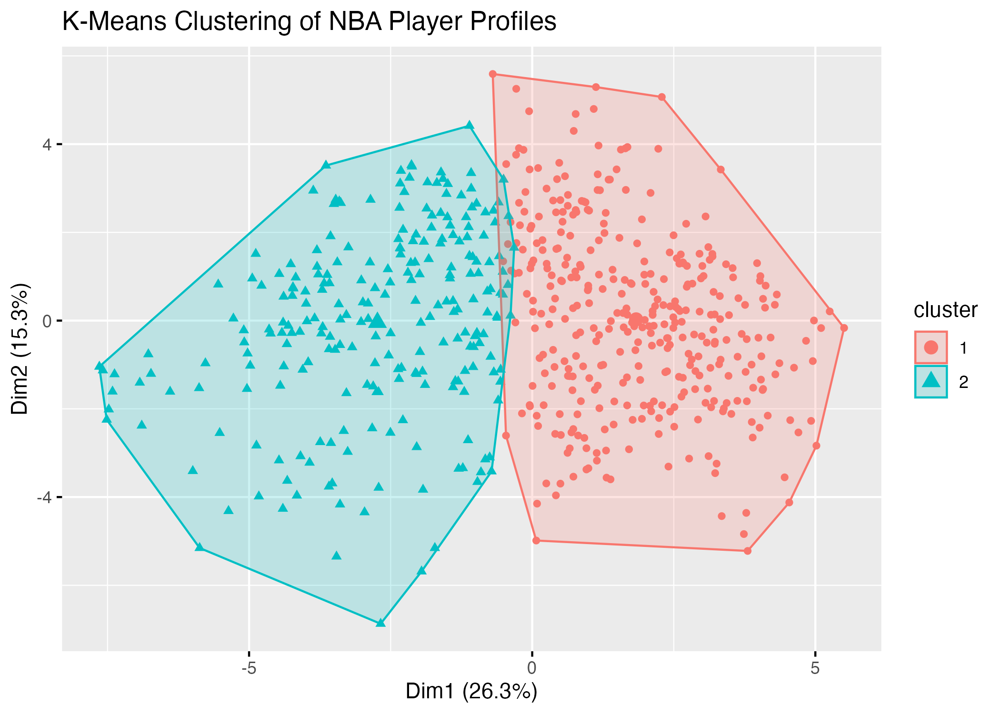 K-Means Clustering of NBA Player Profiles
4
0
-4
Dim2 (15.3%)
-5
0
5
Dim1 (26.3%)
cluster
1
2